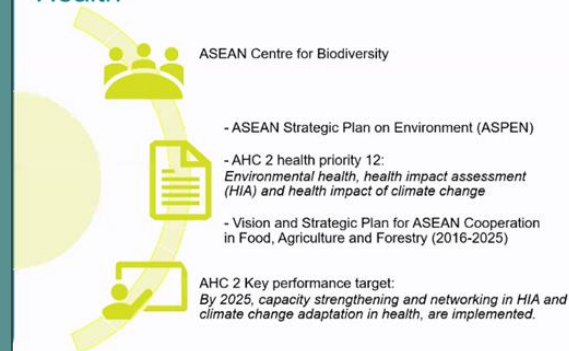 Health
ASEAN Centre for Biodiversity
- ASEAN Strategic Plan on Environment (ASPEN)
- AHC 2 health priority 12:
Environmental health, health impact assessment
(HIA) and health impact of climate change
- Vision and Strategic Plan for ASEAN Cooperation
in Food, Agriculture and Forestry (2016-2025)
AHC 2 Key performance target:
By 2025, capacity strengthening and networking in HIA and
climate change adaptation in health, are implemented.